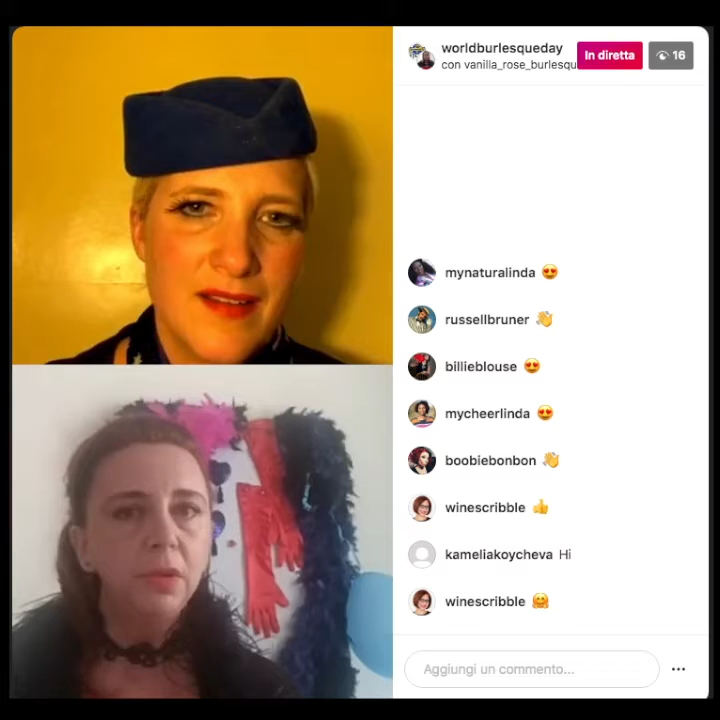 worldburlesqueday
con vanilla_rose_burlesqu
In diretta
16
mynaturalinda 😍
russellbruner 👏
billieblouse 😍
mycheerlinda 😍
boobiebonbon 👏
winescribble 👍
kameliakoycheva Hi
winescribble 🤗
Aggiungi un commento...